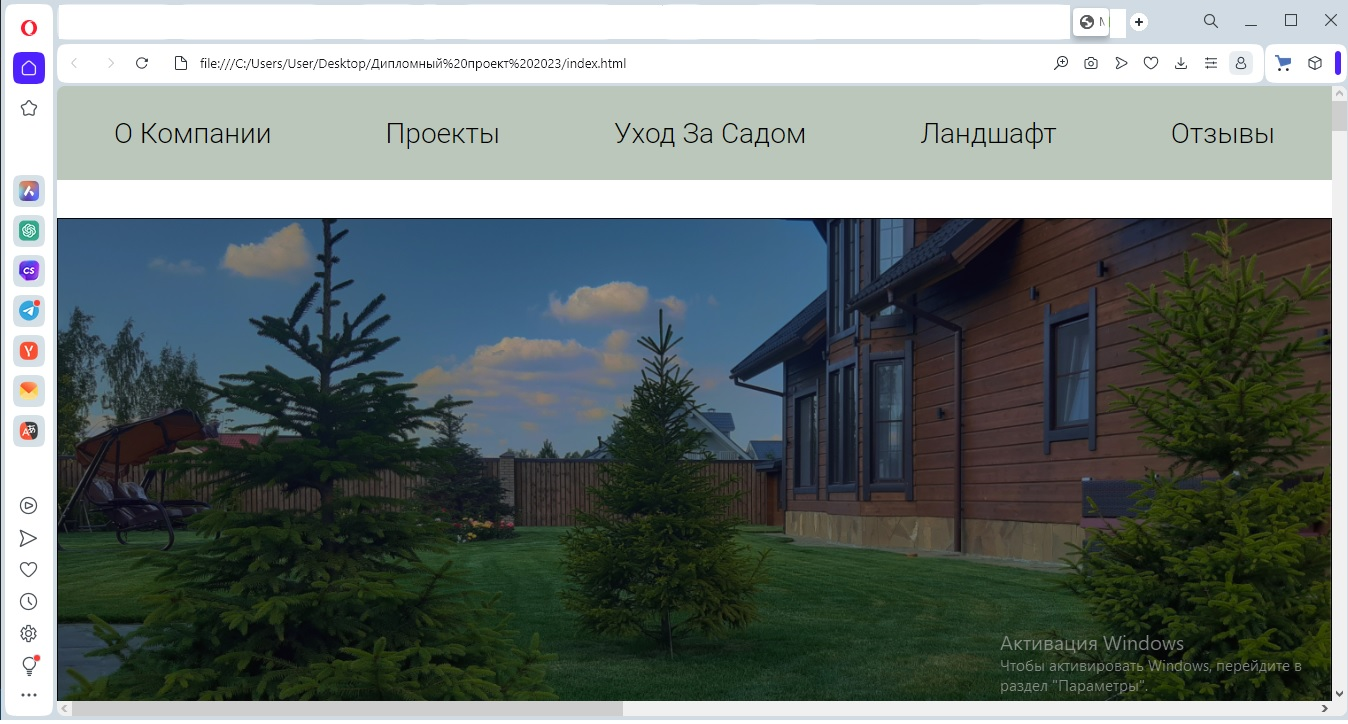 file:///C:/Users/User/Desktop/Дипломный%20проект%202023/index.html
О Компании Проекты Уход За Садом Ландшафт Отзывы
CS
Активация Windows
Чтобы активировать Windows, перейдите в
раздел "Параметры".